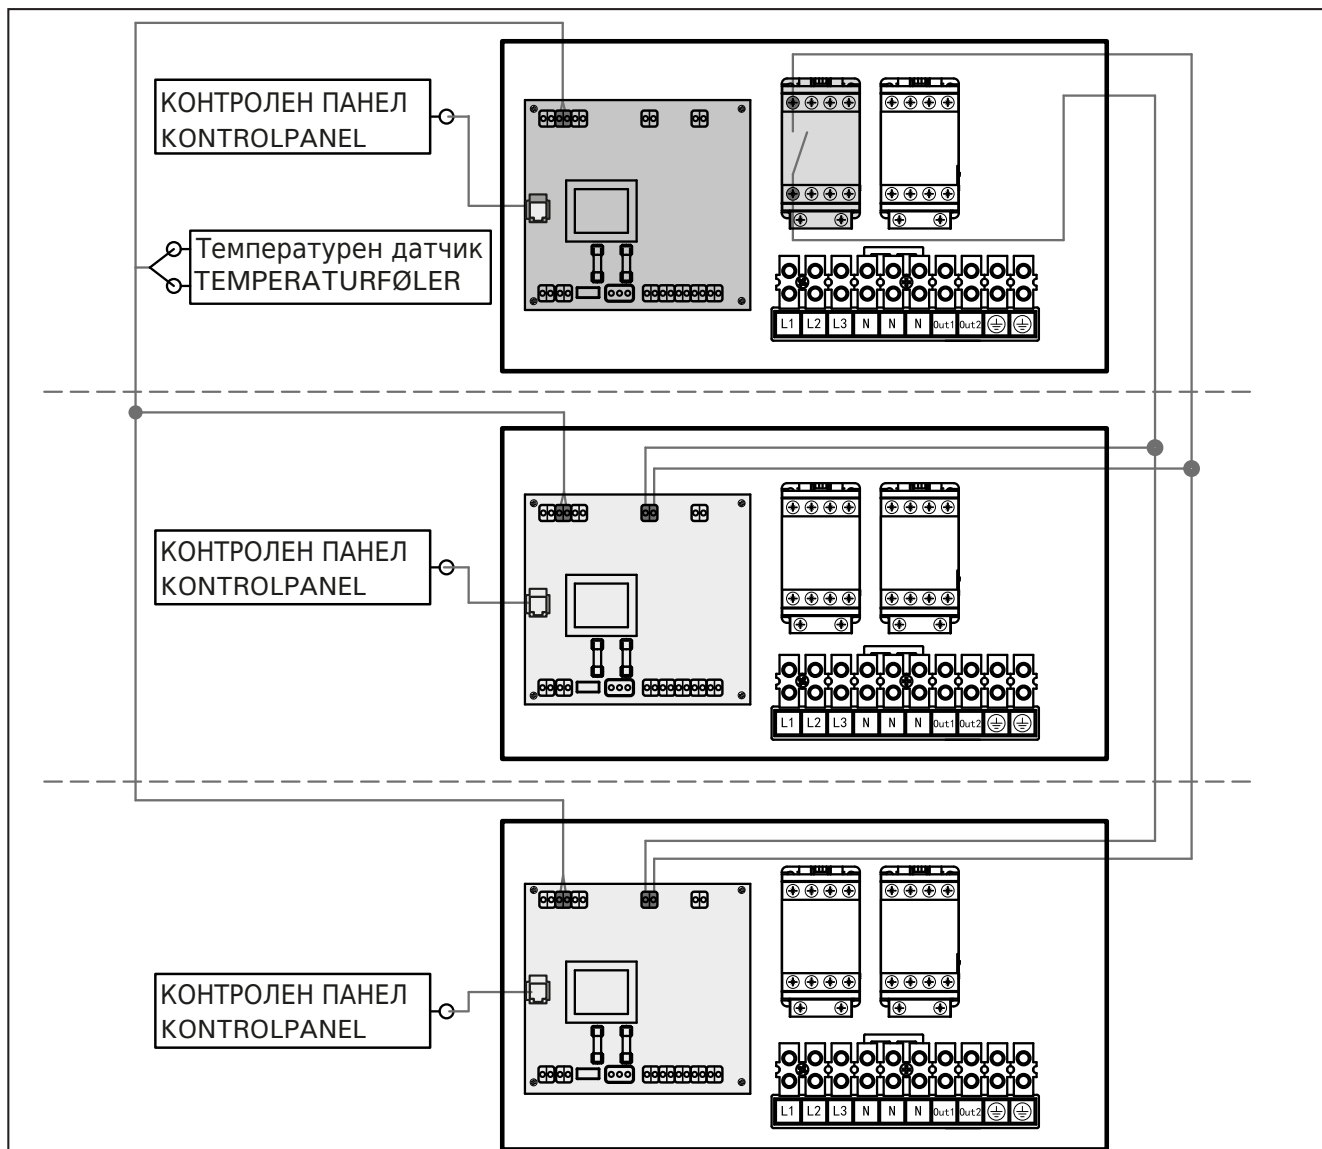 КОНТРОЛЕН ПАНЕЛ
KONTROLPANEL
Температурен датчик
TEMPERATURFØLER
L1 L2 L3 N N N Out1 Out2
КОНТРОЛЕН ПАНЕЛ
KONTROLPANEL
L1 L2 L3 N N N Out1 Out2
КОНТРОЛЕН ПАНЕЛ
KONTROLPANEL
L1 L2 L3 N N N Out1 Out2